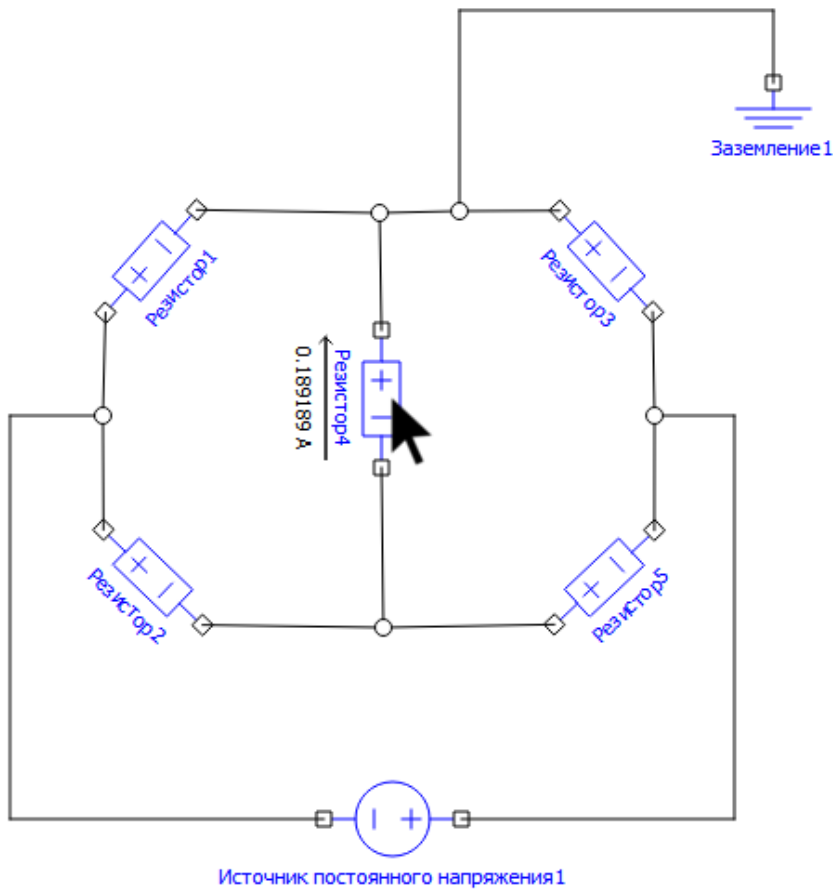 Заземление1
Резистор1
Резистор3
Резистор4
0.189189 A
Резистор2
Резистор5
Источник постоянного напряжения1